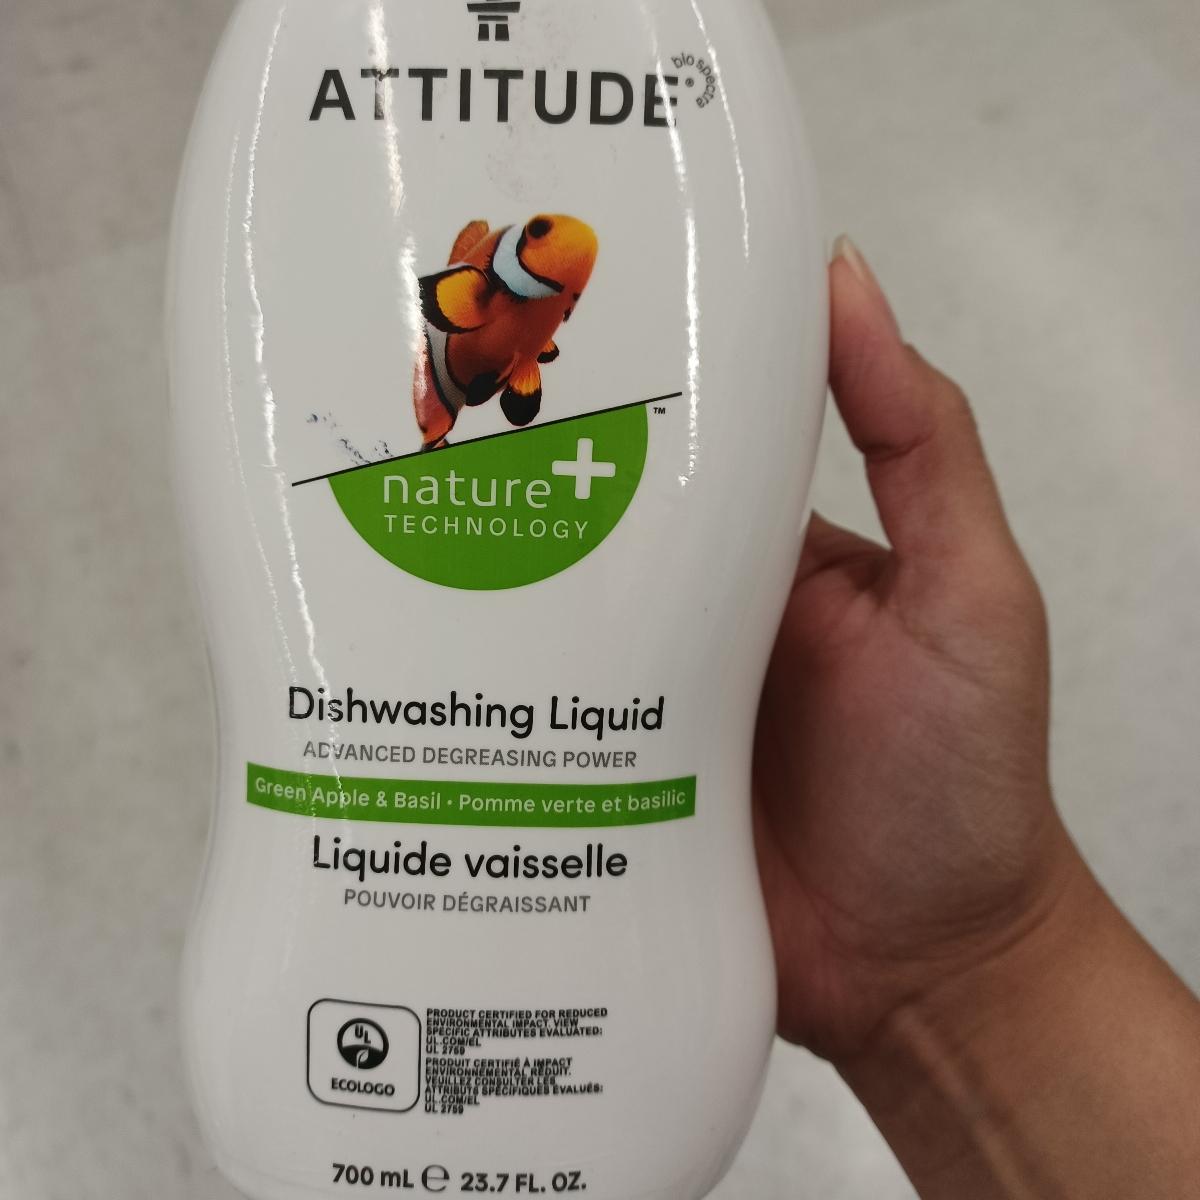 ATTITUDE
bio spectra
®
™
nature+
TECHNOLOGY
Dishwashing Liquid
ADVANCED DEGREASING POWER
Green Apple & Basil • Pomme verte et basilic
Liquide vaisselle
POUVOIR DÉGRAISSANT
UL
ECOLOGO
PRODUCT CERTIFIED FOR REDUCED
ENVIRONMENTAL IMPACT. VIEW
SPECIFIC ATTRIBUTES EVALUATED:
UL.COM/EL
UL 2759
PRODUIT CERTIFIÉ À IMPACT
ENVIRONNEMENTAL RÉDUIT.
VEUILLEZ CONSULTER LES
ATTRIBUTS SPÉCIFIQUES ÉVALUÉS:
UL.COM/EL
UL 2759
700 mL ℮ 23.7 FL. OZ.